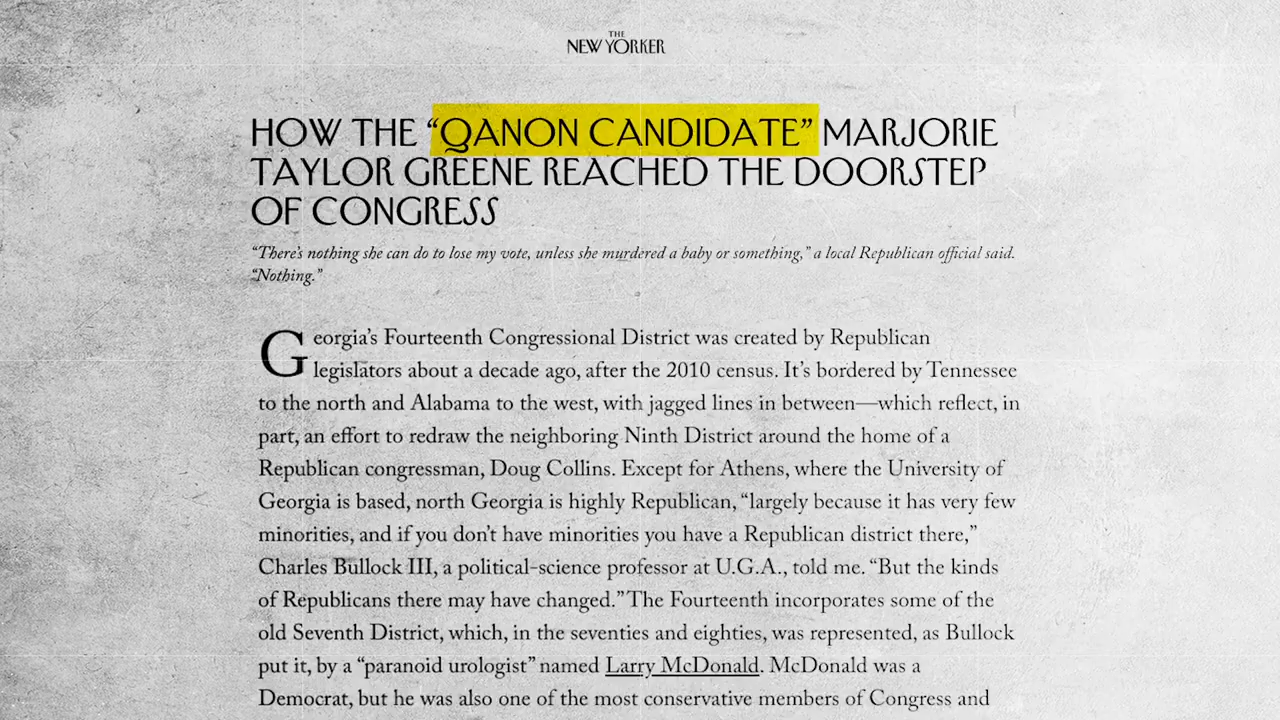 THE
NEW YORKER
HOW THE “QANON CANDIDATE” MARJORIE
TAYLOR GREENE REACHED THE DOORSTEP
OF CONGRESS
“There’s nothing she can do to lose my vote, unless she murdered a baby or something,” a local Republican official said.
“Nothing.”
Georgia’s Fourteenth Congressional District was created by Republican
legislators about a decade ago, after the 2010 census. It’s bordered by Tennessee
to the north and Alabama to the west, with jagged lines in between—which reflect, in
part, an effort to redraw the neighboring Ninth District around the home of a
Republican congressman, Doug Collins. Except for Athens, where the University of
Georgia is based, north Georgia is highly Republican, “largely because it has very few
minorities, and if you don’t have minorities you have a Republican district there,”
Charles Bullock III, a political-science professor at U.G.A., told me. “But the kinds
of Republicans there may have changed.” The Fourteenth incorporates some of the
old Seventh District, which, in the seventies and eighties, was represented, as Bullock
put it, by a “paranoid urologist” named Larry McDonald. McDonald was a
Democrat, but he was also one of the most conservative members of Congress and